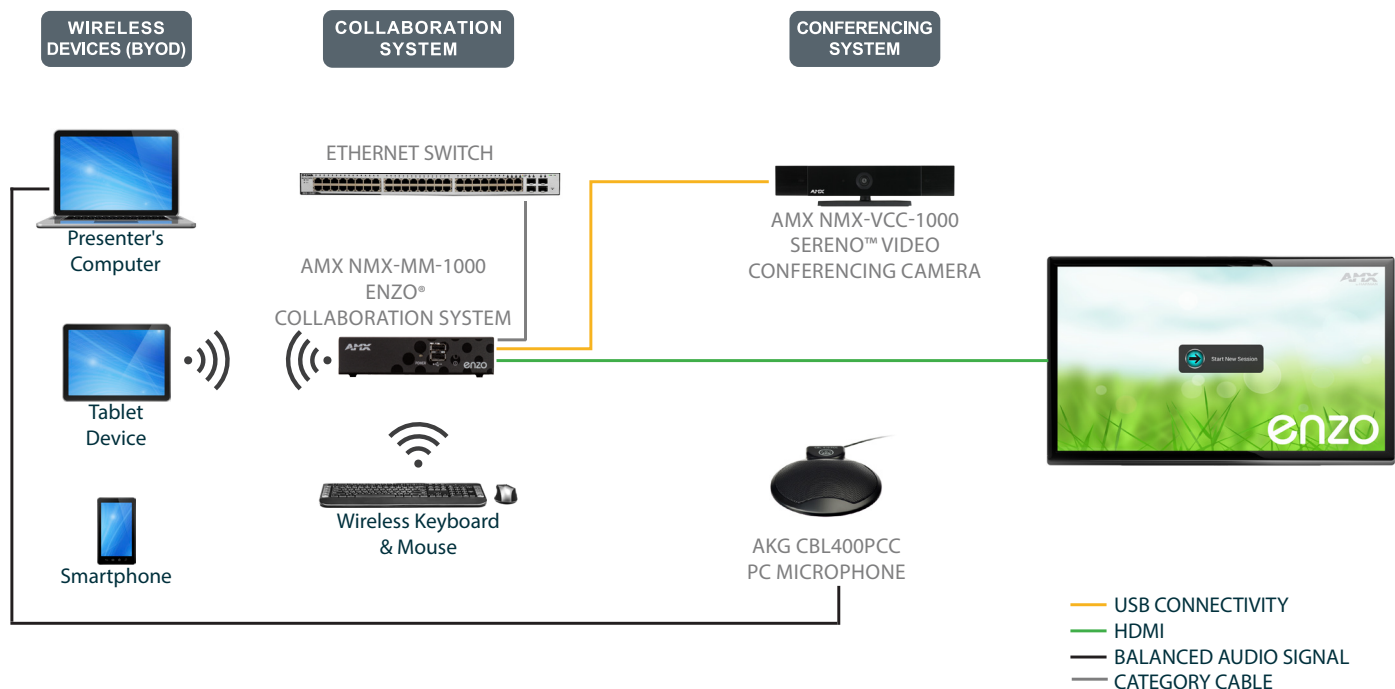 WIRELESS
DEVICES (BYOD)
COLLABORATION
SYSTEM
CONFERENCING
SYSTEM
Presenter's
Computer
Tablet
Device
Smartphone
ETHERNET SWITCH
AMX NMX-MM-1000
ENZO®
COLLABORATION SYSTEM
AMX
enzo
Wireless Keyboard
& Mouse
AMX
AMX NMX-VCC-1000
SERENO™ VIDEO
CONFERENCING CAMERA
AKG CBL400PCC
PC MICROPHONE
AMX
Start New Session
enzo
USB CONNECTIVITY
HDMI
BALANCED AUDIO SIGNAL
CATEGORY CABLE